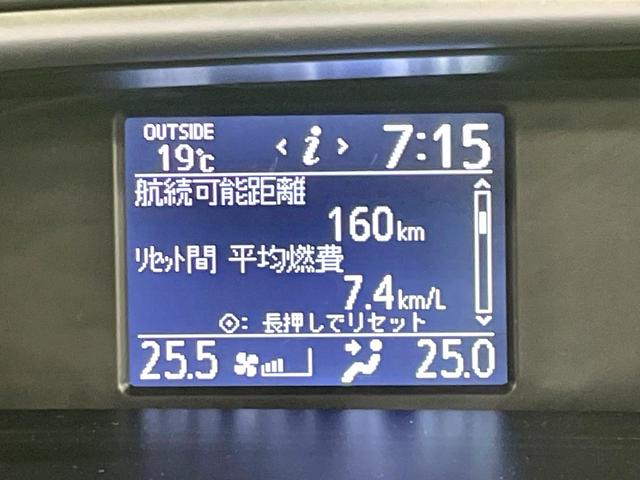 OUTSIDE
19℃
< i > 7:15
航続可能距離
160km
リセット間 平均燃費
7.4km/L
: 長押しでリセット
25.5 25.0